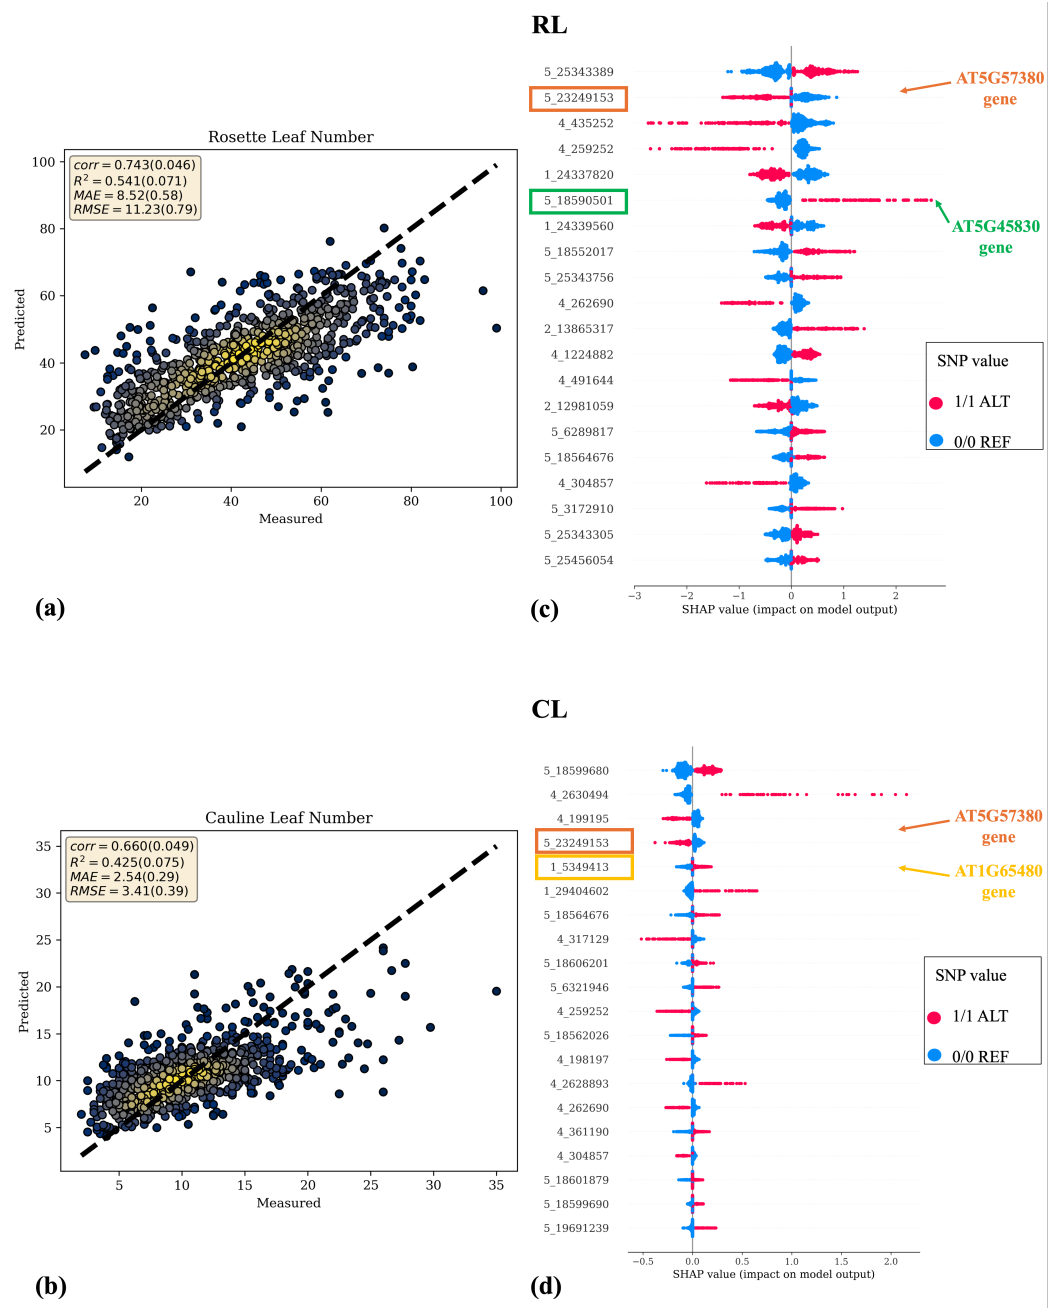 RL
5_25343389
5_23249153
4_435252
4_259252
1_24337820
5_18590501
1_24339560
5_18552017
5_25343756
4_262690
2_13865317
4_1224882
4_491644
2_12981059
5_6289817
5_18564676
4_304857
5_3172910
5_25343305
5_25456054
AT5G57380
gene
AT5G45830
gene
SNP value
1/1 ALT
0/0 REF
−3 −2 −1 0 1 2
SHAP value (impact on model output)
(c)
Rosette Leaf Number
corr = 0.743(0.046)
R² = 0.541(0.071)
MAE = 8.52(0.58)
RMSE = 11.23(0.79)
100
80
60
40
20
Predicted
20 40 60 80 100
Measured
(a)
CL
5_18599680
4_2630494
4_199195
5_23249153
1_5349413
1_29404602
5_18564676
4_317129
5_18606201
5_6321946
4_259252
5_18562026
4_198197
4_2628893
4_262690
4_361190
4_304857
5_18601879
5_18599690
5_19691239
AT5G57380
gene
AT1G65480
gene
SNP value
1/1 ALT
0/0 REF
−0.5 0.0 0.5 1.0 1.5 2.0
SHAP value (impact on model output)
(d)
Cauline Leaf Number
corr = 0.660(0.049)
R² = 0.425(0.075)
MAE = 2.54(0.29)
RMSE = 3.41(0.39)
35
30
25
20
15
10
5
Predicted
5 10 15 20 25 30 35
Measured
(b)